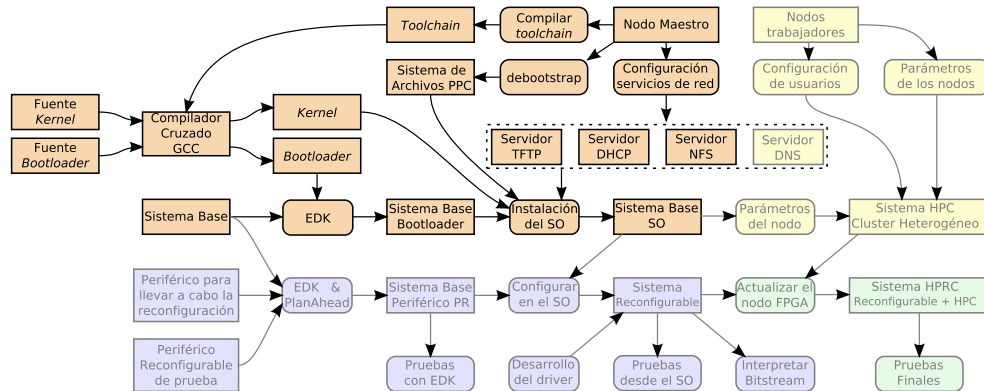 Toolchain
Compilar
toolchain
Nodo Maestro
Nodos
trabajadores
Sistema de
Archivos PPC
debootstrap
Configuración
servicios de red
Configuración
de usuarios
Parámetros
de los nodos
Fuente
Kernel
Fuente
Bootloader
Compilador
Cruzado
GCC
Kernel
Bootloader
Servidor
TFTP
Servidor
DHCP
Servidor
NFS
Servidor
DNS
Sistema Base
EDK
Sistema Base
Bootloader
Instalación
del SO
Sistema Base
SO
Parámetros
del nodo
Sistema HPC
Cluster Heterogéneo
Periférico para
llevar a cabo la
reconfiguración
EDK &
PlanAhead
Sistema Base
Periférico PR
Configurar
en el SO
Sistema
Reconfigurable
Actualizar el
nodo FPGA
Sistema HPRC
Reconfigurable + HPC
Periférico
Reconfigurable
de prueba
Pruebas
con EDK
Desarrollo
del driver
Pruebas
desde el SO
Interpretar
Bitstream
Pruebas
Finales